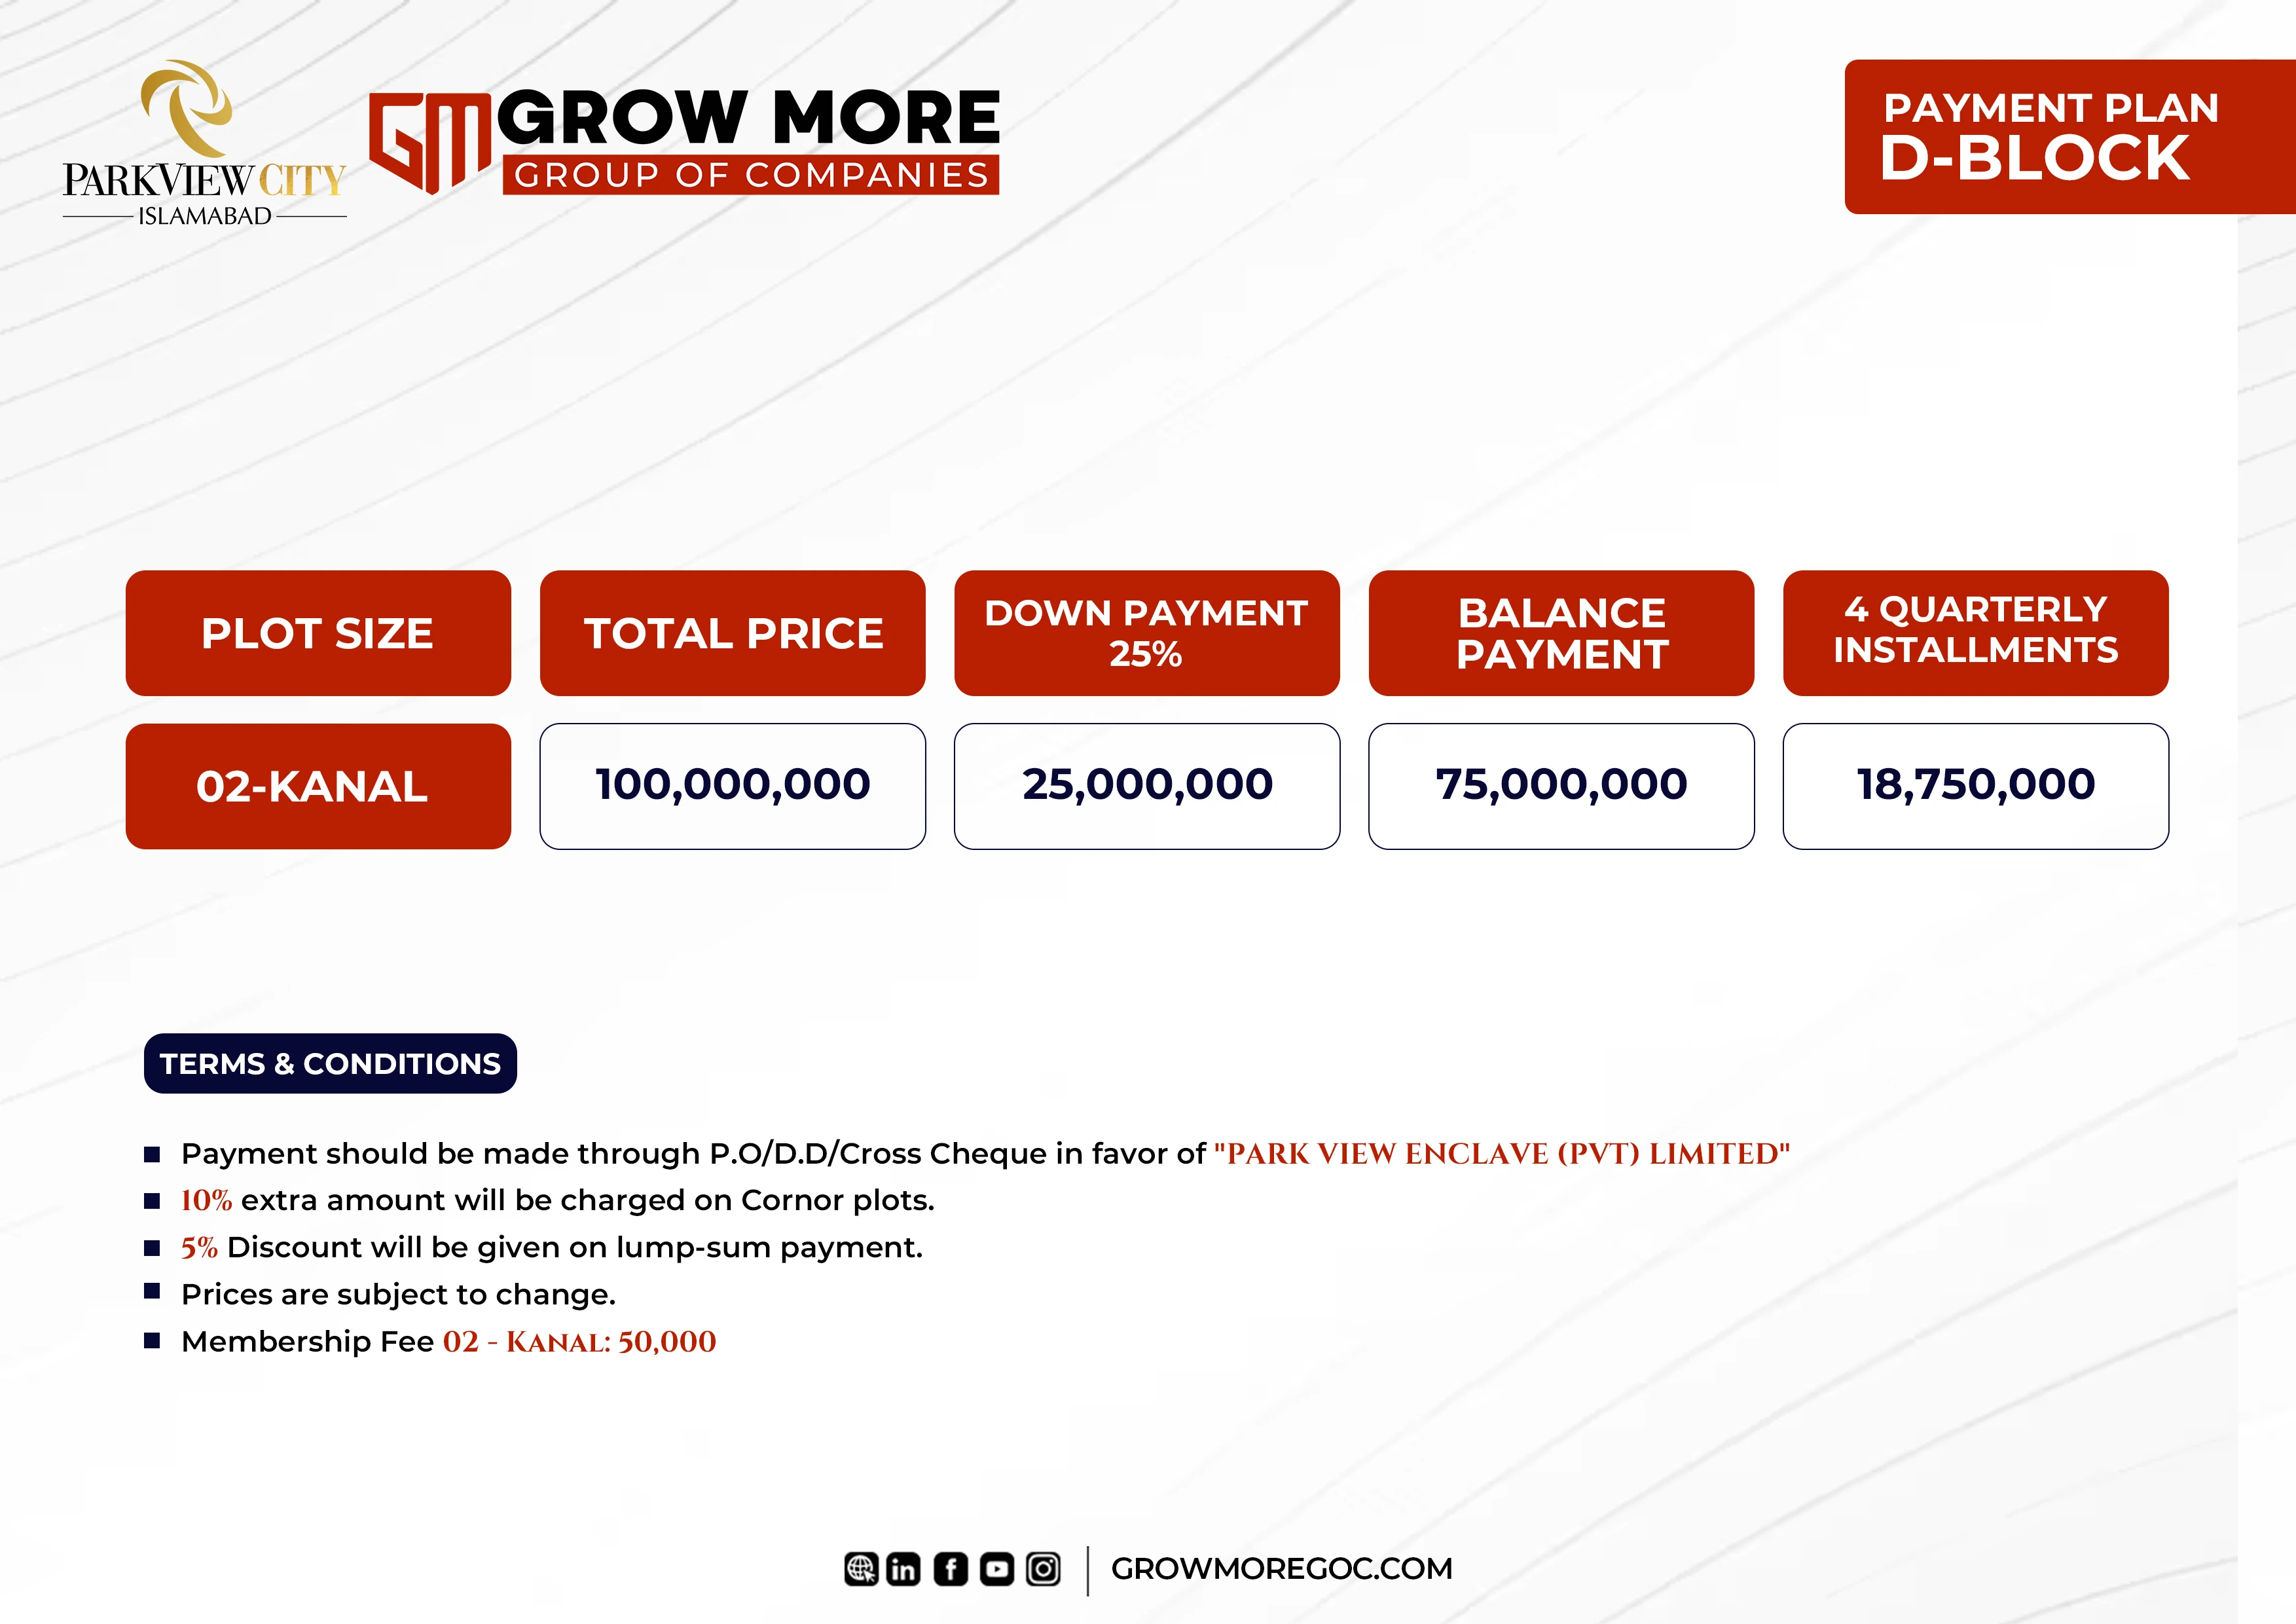 PARKVIEW CITY
ISLAMABAD
GM GROW MORE
GROUP OF COMPANIES
PAYMENT PLAN
D-BLOCK
PLOT SIZE
TOTAL PRICE
DOWN PAYMENT
25%
BALANCE
PAYMENT
4 QUARTERLY
INSTALLMENTS
02-KANAL
100,000,000
25,000,000
75,000,000
18,750,000
TERMS & CONDITIONS
Payment should be made through P.O/D.D/Cross Cheque in favor of "PARK VIEW ENCLAVE (PVT) LIMITED"
10% extra amount will be charged on Cornor plots.
5% Discount will be given on lump-sum payment.
Prices are subject to change.
Membership Fee 02 - KANAL: 50,000
GROWMOREGOC.COM